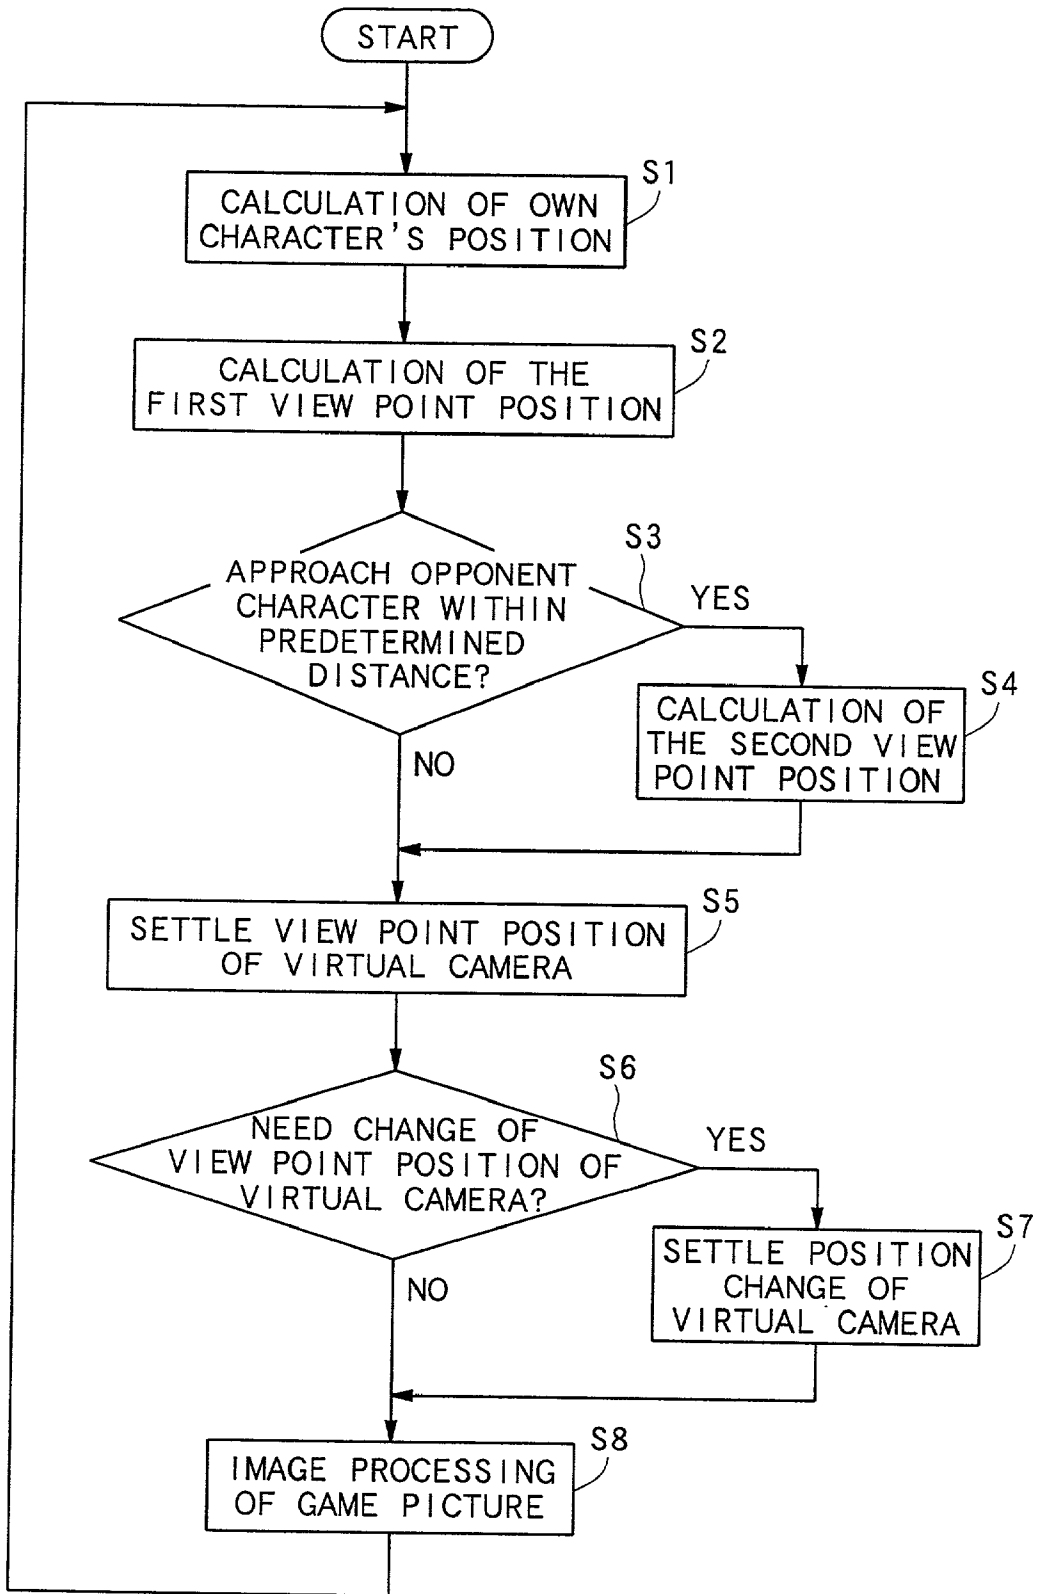 START
S1
CALCULATION OF OWN
CHARACTER'S POSITION
S2
CALCULATION OF THE
FIRST VIEW POINT POSITION
S3
APPROACH OPPONENT
CHARACTER WITHIN
PREDETERMINED
DISTANCE?
YES
S4
CALCULATION OF
THE SECOND VIEW
POINT POSITION
NO
S5
SETTLE VIEW POINT POSITION
OF VIRTUAL CAMERA
S6
NEED CHANGE OF
VIEW POINT POSITION OF
VIRTUAL CAMERA?
YES
S7
SETTLE POSITION
CHANGE OF
VIRTUAL CAMERA
NO
S8
IMAGE PROCESSING
OF GAME PICTURE